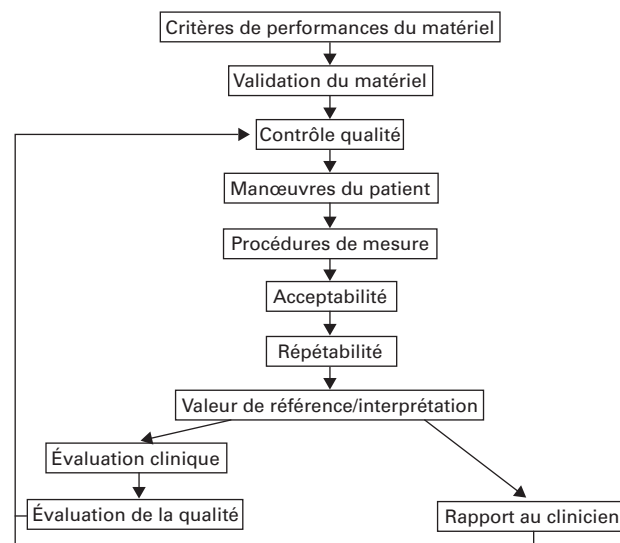 Critères de performances du matériel
Validation du matériel
Contrôle qualité
Manœuvres du patient
Procédures de mesure
Acceptabilité
Répétabilité
Valeur de référence/interprétation
Évaluation clinique
Évaluation de la qualité
Rapport au clinicien